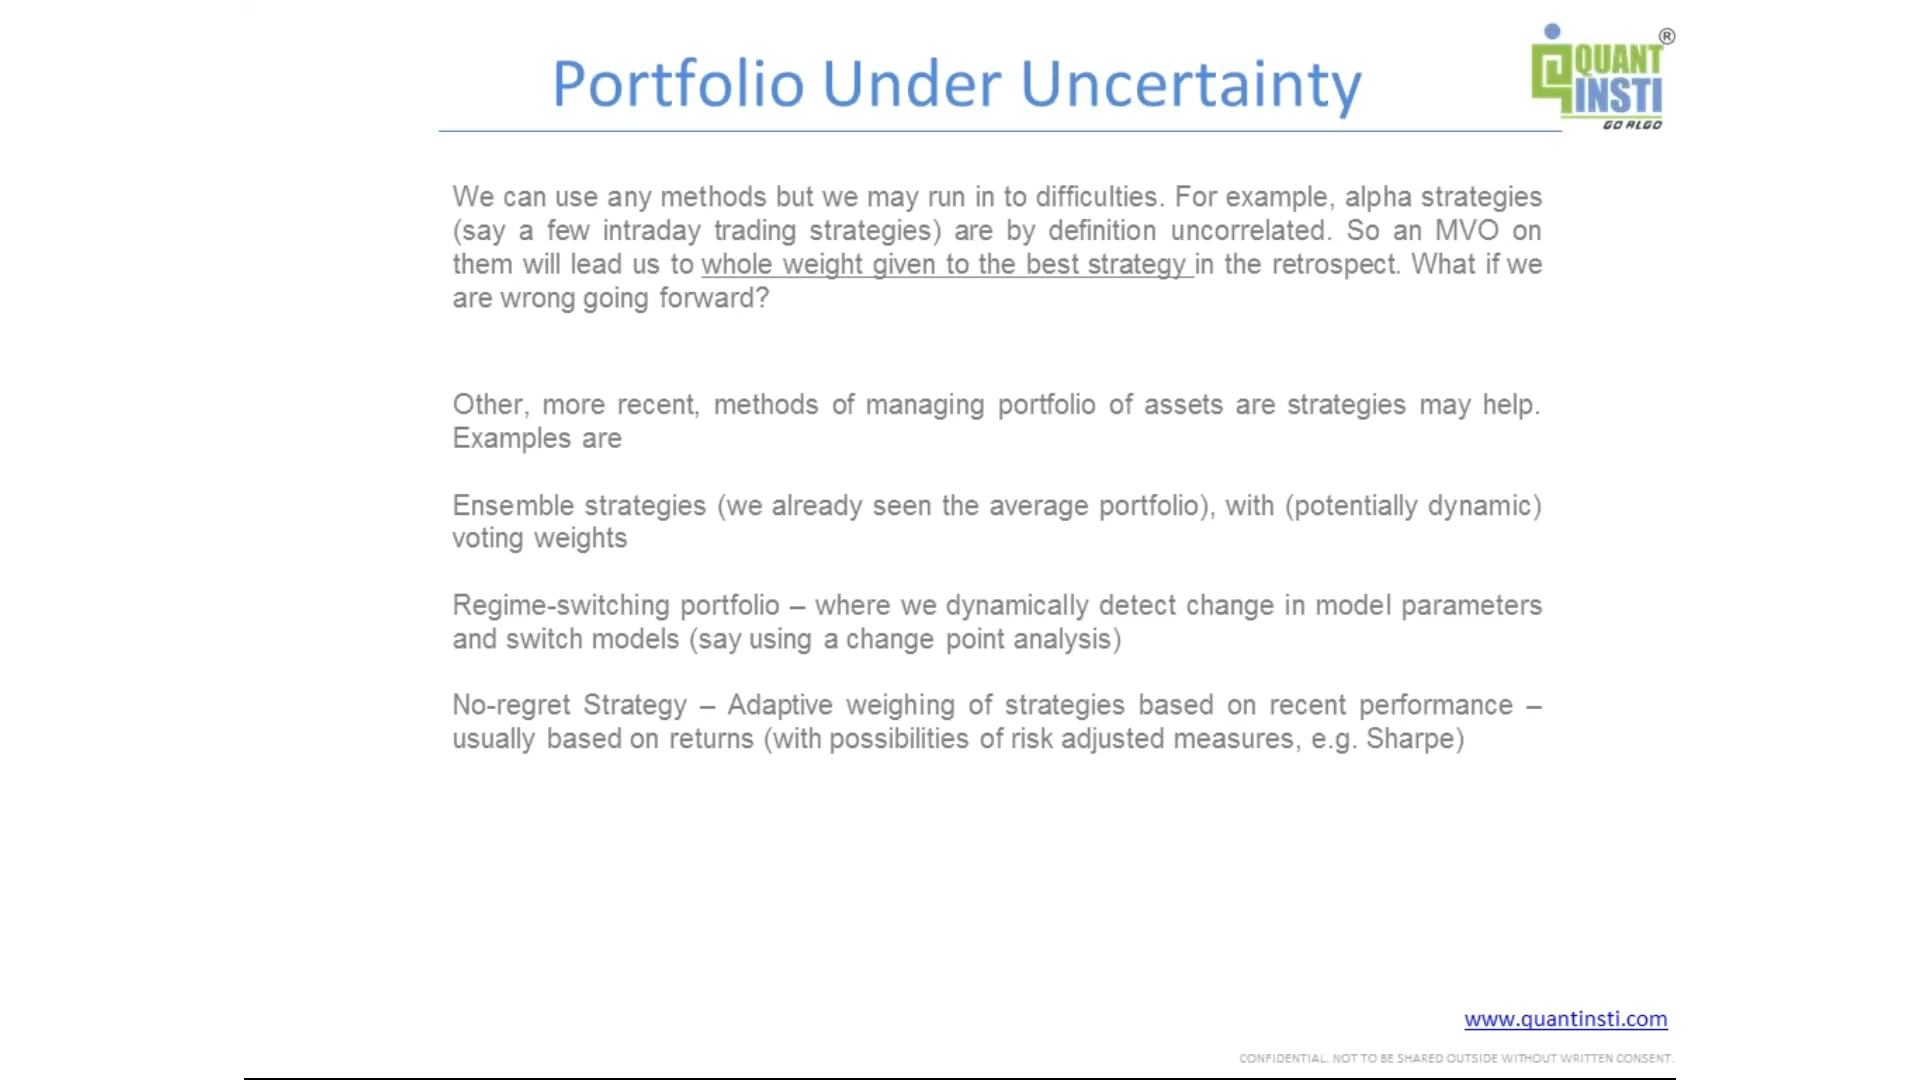 Portfolio Under Uncertainty
QUANT
INSTI
®
GO ALGO
We can use any methods but we may run in to difficulties. For example, alpha strategies
(say a few intraday trading strategies) are by definition uncorrelated. So an MVO on
them will lead us to whole weight given to the best strategy in the retrospect. What if we
are wrong going forward?
Other, more recent, methods of managing portfolio of assets are strategies may help.
Examples are
Ensemble strategies (we already seen the average portfolio), with (potentially dynamic)
voting weights
Regime-switching portfolio – where we dynamically detect change in model parameters
and switch models (say using a change point analysis)
No-regret Strategy – Adaptive weighing of strategies based on recent performance –
usually based on returns (with possibilities of risk adjusted measures, e.g. Sharpe)
www.quantinsti.com
CONFIDENTIAL. NOT TO BE SHARED OUTSIDE WITHOUT WRITTEN CONSENT.